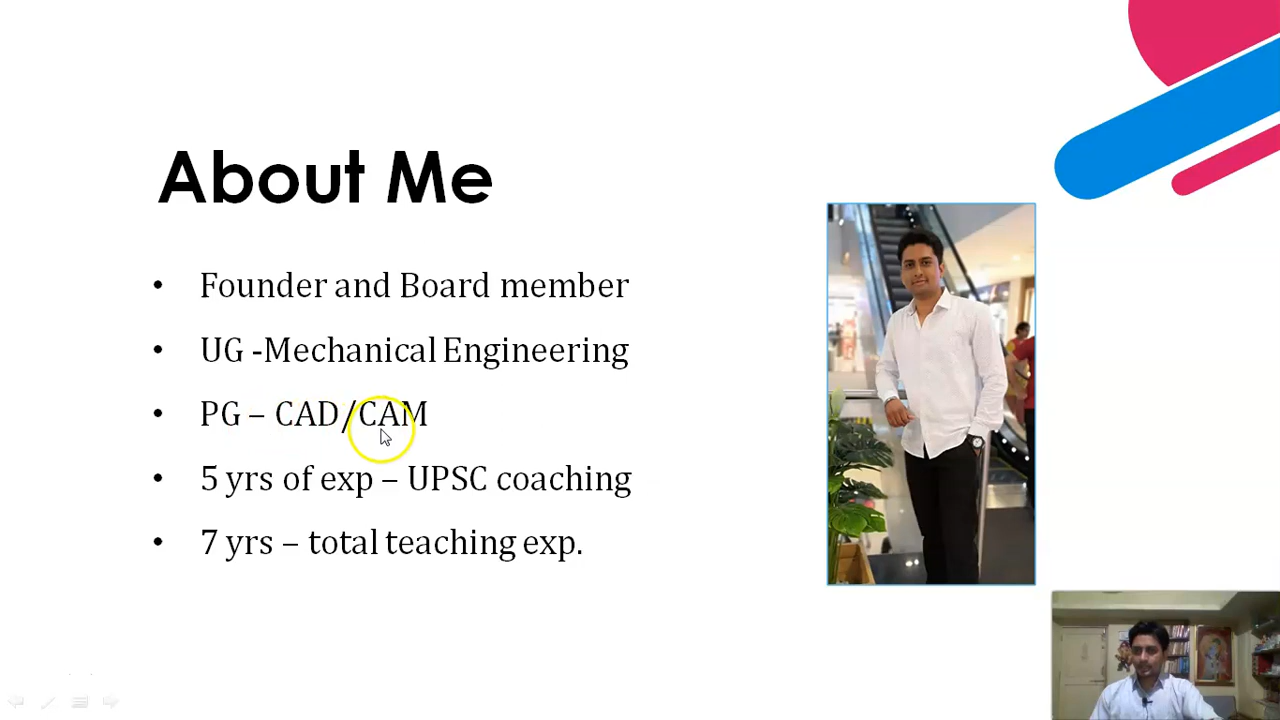 About Me
• Founder and Board member
• UG -Mechanical Engineering
• PG – CAD/CAM
• 5 yrs of exp – UPSC coaching
• 7 yrs – total teaching exp.